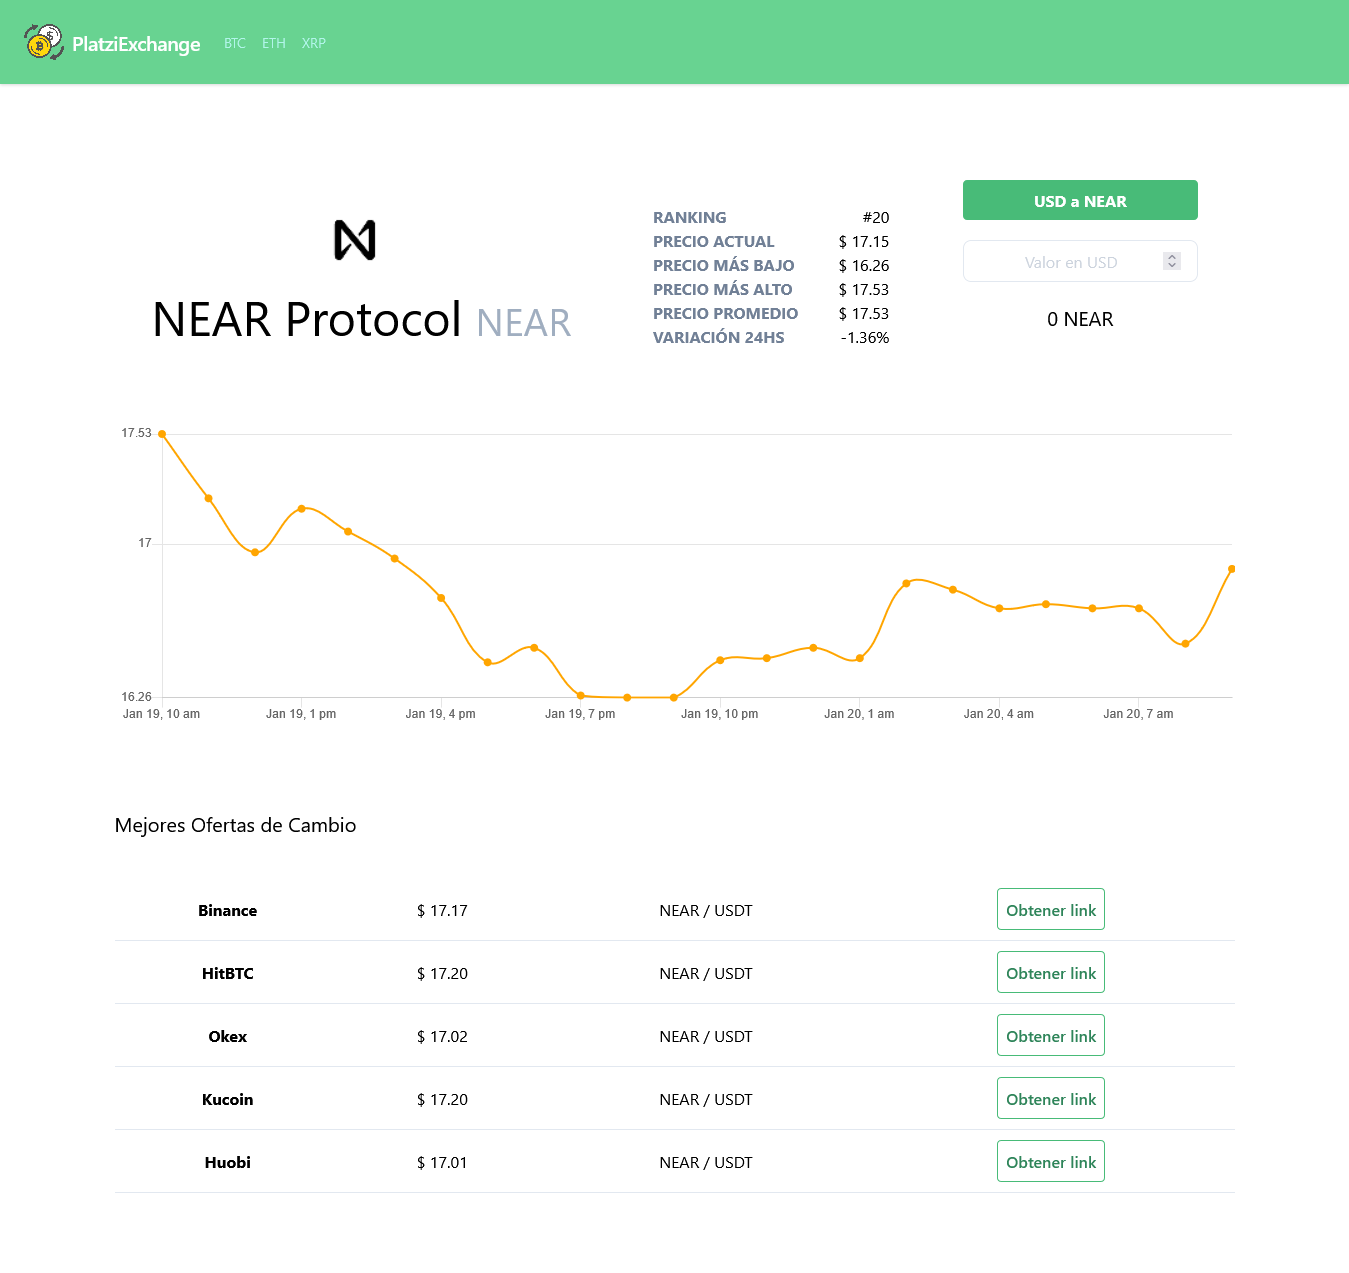 PlatziExchange BTC ETH XRP
NEAR Protocol NEAR
RANKING #20
PRECIO ACTUAL $ 17.15
PRECIO MÁS BAJO $ 16.26
PRECIO MÁS ALTO $ 17.53
PRECIO PROMEDIO $ 17.53
VARIACIÓN 24HS -1.36%
USD a NEAR
Valor en USD
0 NEAR
17.53
17
16.26
Jan 19, 10 am Jan 19, 1 pm Jan 19, 4 pm Jan 19, 7 pm Jan 19, 10 pm Jan 20, 1 am Jan 20, 4 am Jan 20, 7 am
Mejores Ofertas de Cambio
Binance $ 17.17 NEAR / USDT Obtener link
HitBTC $ 17.20 NEAR / USDT Obtener link
Okex $ 17.02 NEAR / USDT Obtener link
Kucoin $ 17.20 NEAR / USDT Obtener link
Huobi $ 17.01 NEAR / USDT Obtener link